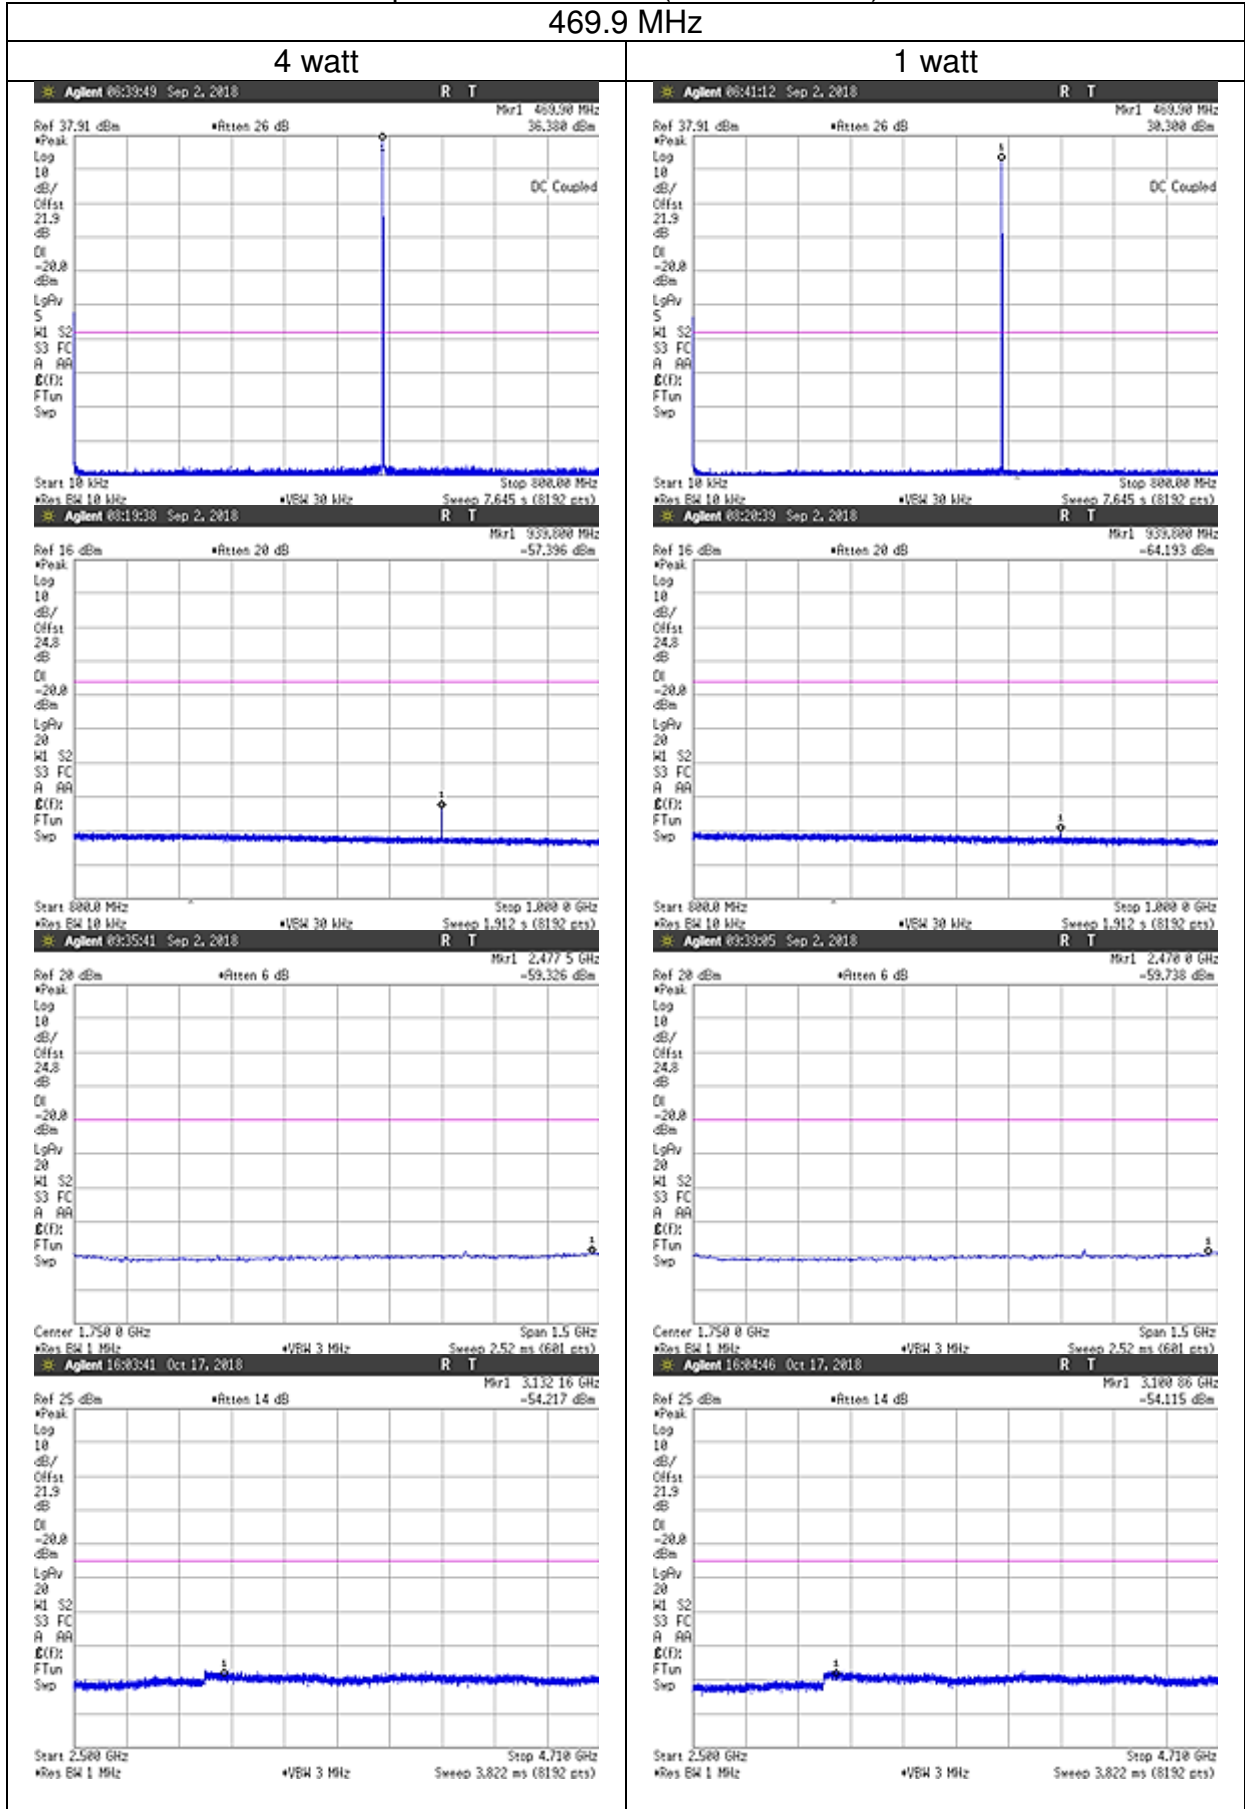 469.9 MHz
4 watt
1 watt
Agilent 06:39:49 Sep 2, 2018 R T
Mkr1 469.90 MHz
Ref 37.91 dBm #Atten 26 dB 36.380 dBm
#Peak
Log
10
dB/
Offst
21.9
dB
DI
-20.0
dBm
LgAv
5
W1 S2
S3 FC
A AA
£(f):
FTun
Swp
DC Coupled
1
Start 10 kHz Stop 800.00 MHz
#Res BW 10 kHz #VBW 30 kHz Sweep 7.645 s (8192 pts)
Agilent 06:41:12 Sep 2, 2018 R T
Mkr1 469.90 MHz
Ref 37.91 dBm #Atten 26 dB 30.300 dBm
#Peak
Log
10
dB/
Offst
21.9
dB
DI
-20.0
dBm
LgAv
5
W1 S2
S3 FC
A AA
£(f):
FTun
Swp
DC Coupled
1
Start 10 kHz Stop 800.00 MHz
#Res BW 10 kHz #VBW 30 kHz Sweep 7.645 s (8192 pts)
Agilent 08:19:38 Sep 2, 2018 R T
Mkr1 939.800 MHz
Ref 16 dBm #Atten 20 dB -57.396 dBm
#Peak
Log
10
dB/
Offst
24.8
dB
DI
-20.0
dBm
LgAv
20
W1 S2
S3 FC
A AA
£(f):
FTun
Swp
1
Start 800.0 MHz Stop 1.000 0 GHz
#Res BW 10 kHz #VBW 30 kHz Sweep 1.912 s (8192 pts)
Agilent 08:20:39 Sep 2, 2018 R T
Mkr1 939.800 MHz
Ref 16 dBm #Atten 20 dB -64.193 dBm
#Peak
Log
10
dB/
Offst
24.8
dB
DI
-20.0
dBm
LgAv
20
W1 S2
S3 FC
A AA
£(f):
FTun
Swp
1
Start 800.0 MHz Stop 1.000 0 GHz
#Res BW 10 kHz #VBW 30 kHz Sweep 1.912 s (8192 pts)
Agilent 09:35:41 Sep 2, 2018 R T
Mkr1 2.477 5 GHz
Ref 20 dBm #Atten 6 dB -59.326 dBm
#Peak
Log
10
dB/
Offst
24.8
dB
DI
-20.0
dBm
LgAv
20
W1 S2
S3 FC
A AA
£(f):
FTun
Swp
1
Center 1.750 0 GHz Span 1.5 GHz
#Res BW 1 MHz #VBW 3 MHz Sweep 2.52 ms (601 pts)
Agilent 09:39:05 Sep 2, 2018 R T
Mkr1 2.470 0 GHz
Ref 20 dBm #Atten 6 dB -59.738 dBm
#Peak
Log
10
dB/
Offst
24.8
dB
DI
-20.0
dBm
LgAv
20
W1 S2
S3 FC
A AA
£(f):
FTun
Swp
1
Center 1.750 0 GHz Span 1.5 GHz
#Res BW 1 MHz #VBW 3 MHz Sweep 2.52 ms (601 pts)
Agilent 16:03:41 Oct 17, 2018 R T
Mkr1 3.132 16 GHz
Ref 25 dBm #Atten 14 dB -54.217 dBm
#Peak
Log
10
dB/
Offst
21.9
dB
DI
-20.0
dBm
LgAv
20
W1 S2
S3 FC
A AA
£(f):
FTun
Swp
1
Start 2.500 GHz Stop 4.710 GHz
#Res BW 1 MHz #VBW 3 MHz Sweep 3.822 ms (8192 pts)
Agilent 16:04:46 Oct 17, 2018 R T
Mkr1 3.100 86 GHz
Ref 25 dBm #Atten 14 dB -54.115 dBm
#Peak
Log
10
dB/
Offst
21.9
dB
DI
-20.0
dBm
LgAv
20
W1 S2
S3 FC
A AA
£(f):
FTun
Swp
1
Start 2.500 GHz Stop 4.710 GHz
#Res BW 1 MHz #VBW 3 MHz Sweep 3.822 ms (8192 pts)